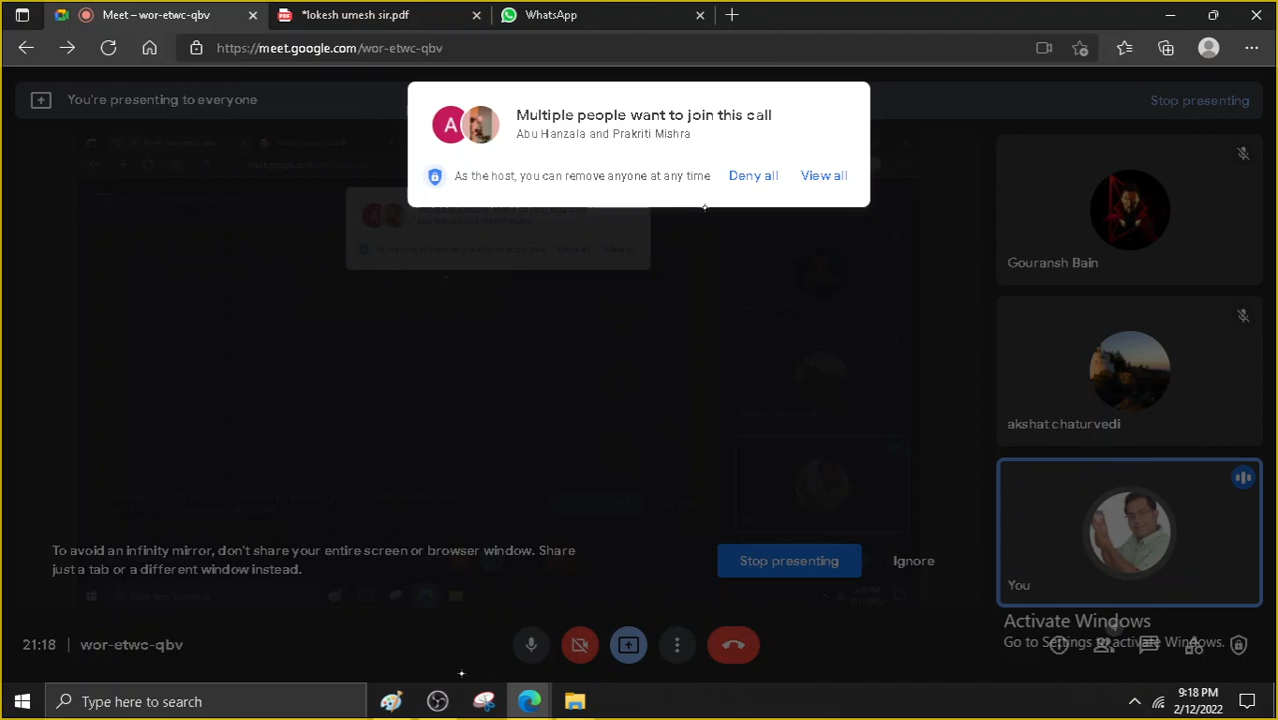 Meet – wor-etwc-qbv
*lokesh umesh sir.pdf
WhatsApp
https://meet.google.com/wor-etwc-qbv
You're presenting to everyone
Stop presenting
Multiple people want to join this call
Abu Hanzala and Prakriti Mishra
As the host, you can remove anyone at any time
Deny all
View all
Gouransh Bain
akshat chaturvedi
You
To avoid an infinity mirror, don't share your entire screen or browser window. Share
just a tab or a different window instead.
Stop presenting
Ignore
Activate Windows
Go to Settings to activate Windows.
21:18 | wor-etwc-qbv
Type here to search
9:18 PM
2/12/2022